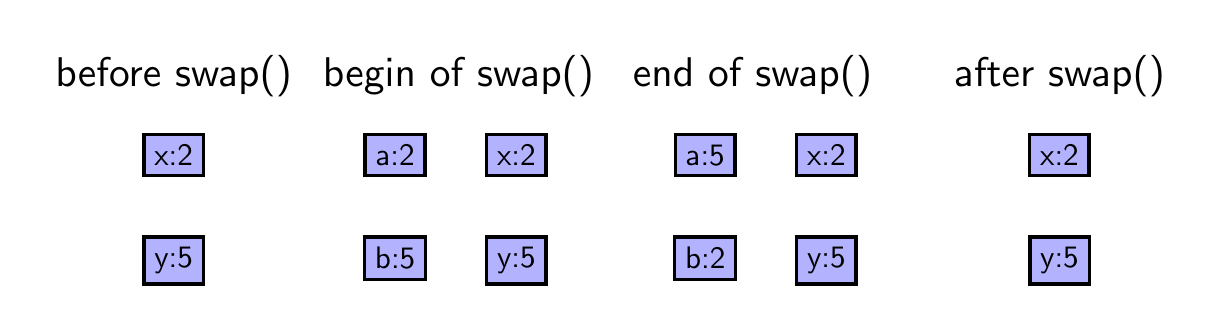 before swap() begin of swap() end of swap() after swap()
x:2 a:2 x:2 a:5 x:2 x:2
y:5 b:5 y:5 b:2 y:5 y:5